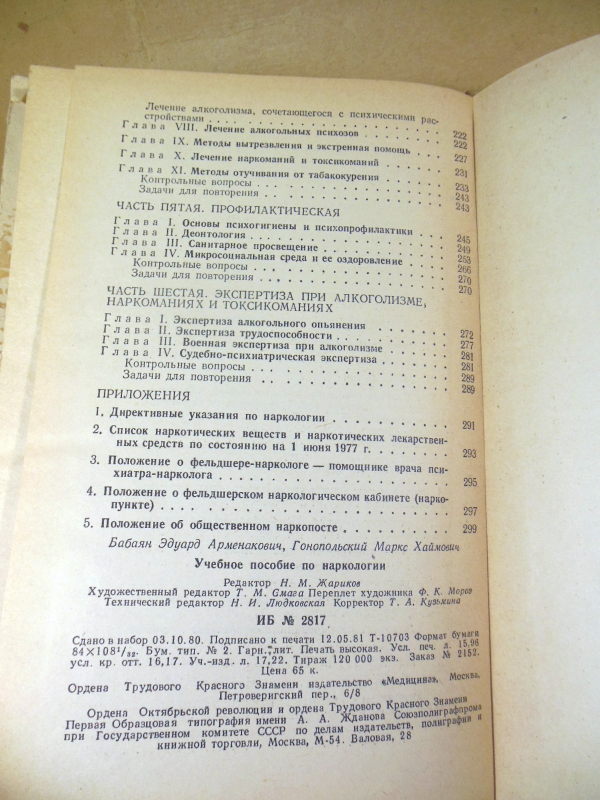 Лечение алкоголизма, сочетающегося с психическими рас-
стройствами . . . . . . . . . . . . . . . . 222
Глава VIII. Лечение алкогольных психозов . . . . . . 222
Глава IX. Методы вытрезвления и экстренная помощь . . 227
Глава X. Лечение наркоманий и токсикоманий . . . . 231
Глава XI. Методы отучивания от табакокурения . . . . 233
Контрольные вопросы . . . . . . . . . . . . . 243
Задачи для повторения . . . . . . . . . . . . . 243
ЧАСТЬ ПЯТАЯ. ПРОФИЛАКТИЧЕСКАЯ
Глава I. Основы психогигиены и психопрофилактики . . 245
Глава II. Деонтология . . . . . . . . . . . . . 249
Глава III. Санитарное просвещение . . . . . . . . 253
Глава IV. Микросоциальная среда и ее оздоровление . . 266
Контрольные вопросы . . . . . . . . . . . . . 270
Задачи для повторения . . . . . . . . . . . . . 270
ЧАСТЬ ШЕСТАЯ. ЭКСПЕРТИЗА ПРИ АЛКОГОЛИЗМЕ,
НАРКОМАНИЯХ И ТОКСИКОМАНИЯХ
Глава I. Экспертиза алкогольного опьянения . . . . . 272
Глава II. Экспертиза трудоспособности . . . . . . . 277
Глава III. Военная экспертиза при алкоголизме . . . . 281
Глава IV. Судебно-психиатрическая экспертиза . . . . 281
Контрольные вопросы . . . . . . . . . . . . . 289
Задачи для повторения . . . . . . . . . . . . . 289
ПРИЛОЖЕНИЯ
1. Директивные указания по наркологии . . . . . . . 291
2. Список наркотических веществ и наркотических лекарствен-
ных средств по состоянию на 1 июня 1977 г. . . . . . 293
3. Положение о фельдшере-наркологе — помощнике врача пси-
хиатра-нарколога . . . . . . . . . . . . . . . 295
4. Положение о фельдшерском наркологическом кабинете (нарко-
пункте) . . . . . . . . . . . . . . . . . . . 297
5. Положение об общественном наркопосте . . . . . . 299
Бабаян Эдуард Арменакович, Гонопольский Маркс Хаймович
Учебное пособие по наркологии
Редактор Н. М. Жариков
Художественный редактор Т. М. Смага Переплет художника Ф. К. Моров
Технический редактор Н. И. Людковская Корректор Т. А. Кузьмина
ИБ № 2817
Сдано в набор 03.10.80. Подписано к печати 12.05.81 Т-10703 Формат бумаги
84×108¹/₃₂. Бум. тип. № 2. Гарн. лит. Печать высокая. Усл. печ. л. 15,96
усл. кр. отт. 16,17. Уч.-изд. л. 17,22. Тираж 120 000 экз. Заказ № 2152.
Цена 65 к.
Ордена Трудового Красного Знамени издательство «Медицина», Москва,
Петроверигский пер., 6/8
Ордена Октябрьской революции и ордена Трудового Красного Знамени
Первая Образцовая типография имени А. А. Жданова Союзполиграфпрома
при Государственном комитете СССР по делам издательств, полиграфии и
книжной торговли, Москва, М-54. Валовая, 28